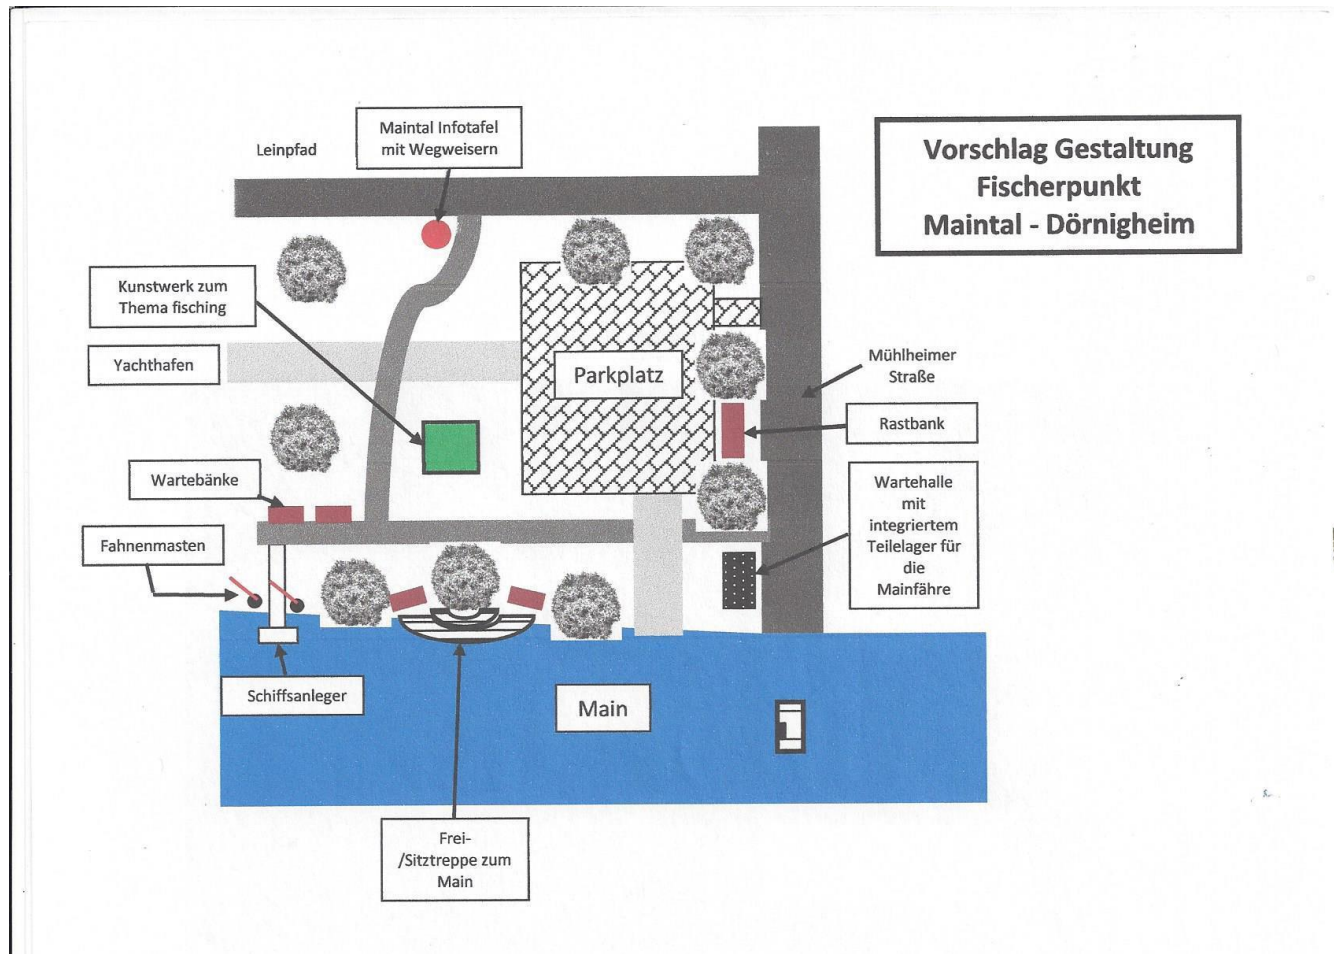 Maintal Infotafel
mit Wegweisern
Leinpfad
Vorschlag Gestaltung
Fischerpunkt
Maintal - Dörnigheim
Kunstwerk zum
Thema fisching
Yachthafen
Parkplatz
Mühlheimer
Straße
Rastbank
Wartebänke
Wartehalle
mit
integriertem
Teilelager für
die
Mainfähre
Fahnenmasten
Schiffsanleger
Main
Frei-
/Sitztreppe zum
Main